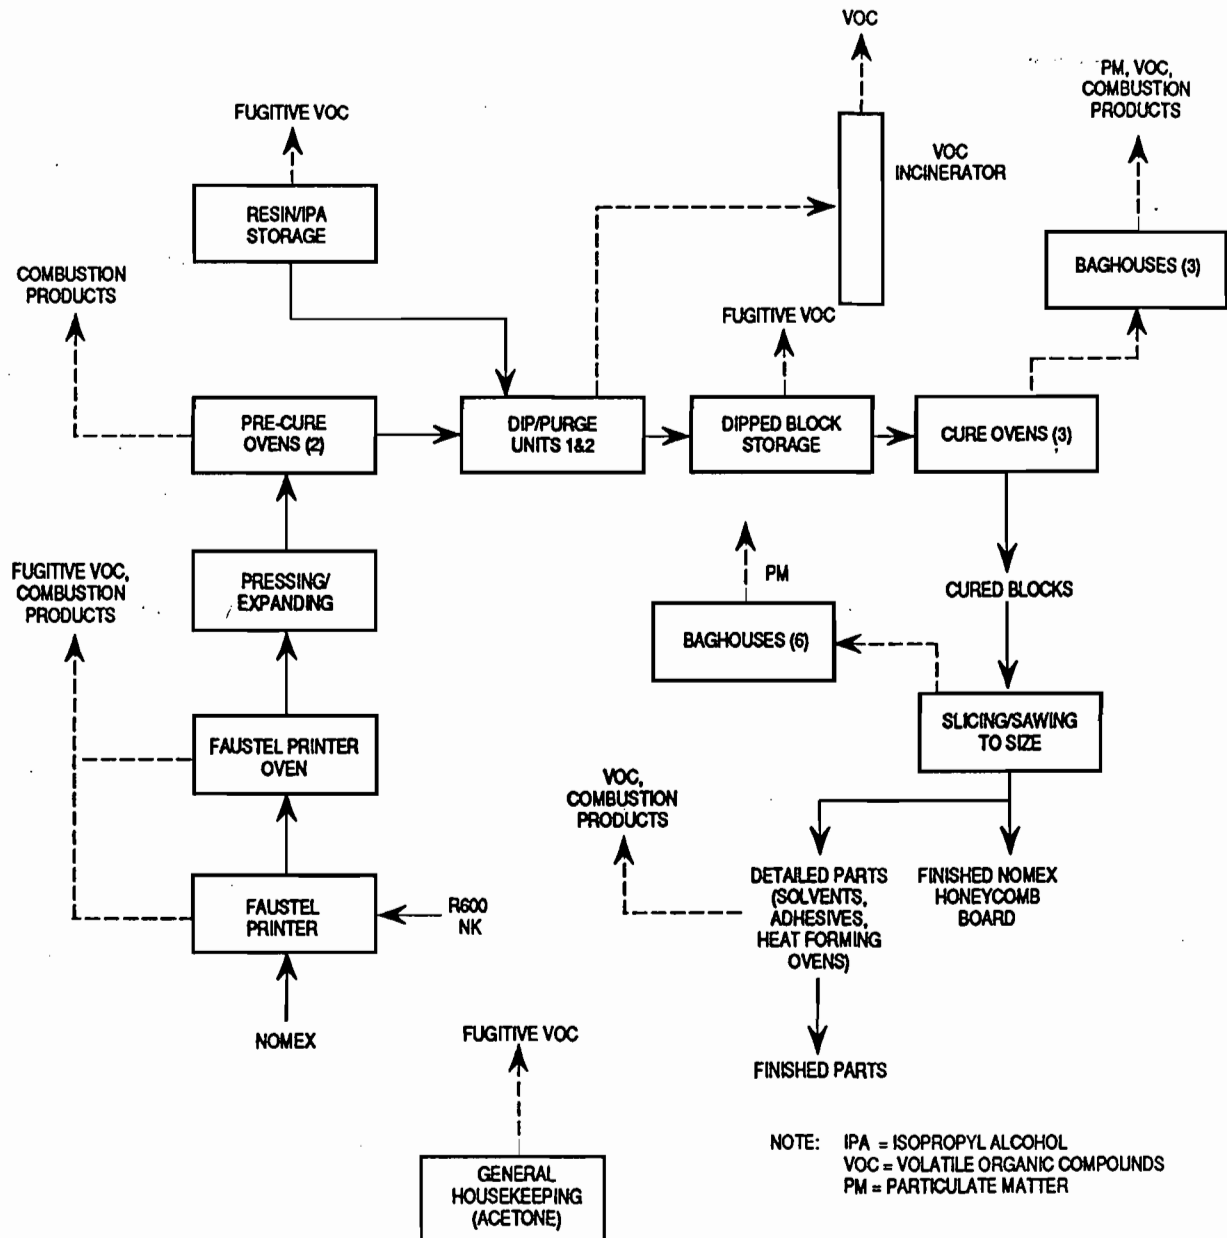 VOC
PM, VOC,
COMBUSTION
PRODUCTS
FUGITIVE VOC
VOC
INCINERATOR
RESIN/IPA
STORAGE
BAGHOUSES (3)
COMBUSTION
PRODUCTS
FUGITIVE VOC
PRE-CURE
OVENS (2)
DIP/PURGE
UNITS 1&2
DIPPED BLOCK
STORAGE
CURE OVENS (3)
FUGITIVE VOC,
COMBUSTION
PRODUCTS
PRESSING/
EXPANDING
PM
CURED BLOCKS
BAGHOUSES (6)
SLICING/SAWING
TO SIZE
FAUSTEL PRINTER
OVEN
VOC,
COMBUSTION
PRODUCTS
FAUSTEL
PRINTER
R600
NK
DETAILED PARTS
(SOLVENTS,
ADHESIVES,
HEAT FORMING
OVENS)
FINISHED NOMEX
HONEYCOMB
BOARD
NOMEX
FUGITIVE VOC
FINISHED PARTS
GENERAL
HOUSEKEEPING
(ACETONE)
NOTE: IPA = ISOPROPYL ALCOHOL
VOC = VOLATILE ORGANIC COMPOUNDS
PM = PARTICULATE MATTER